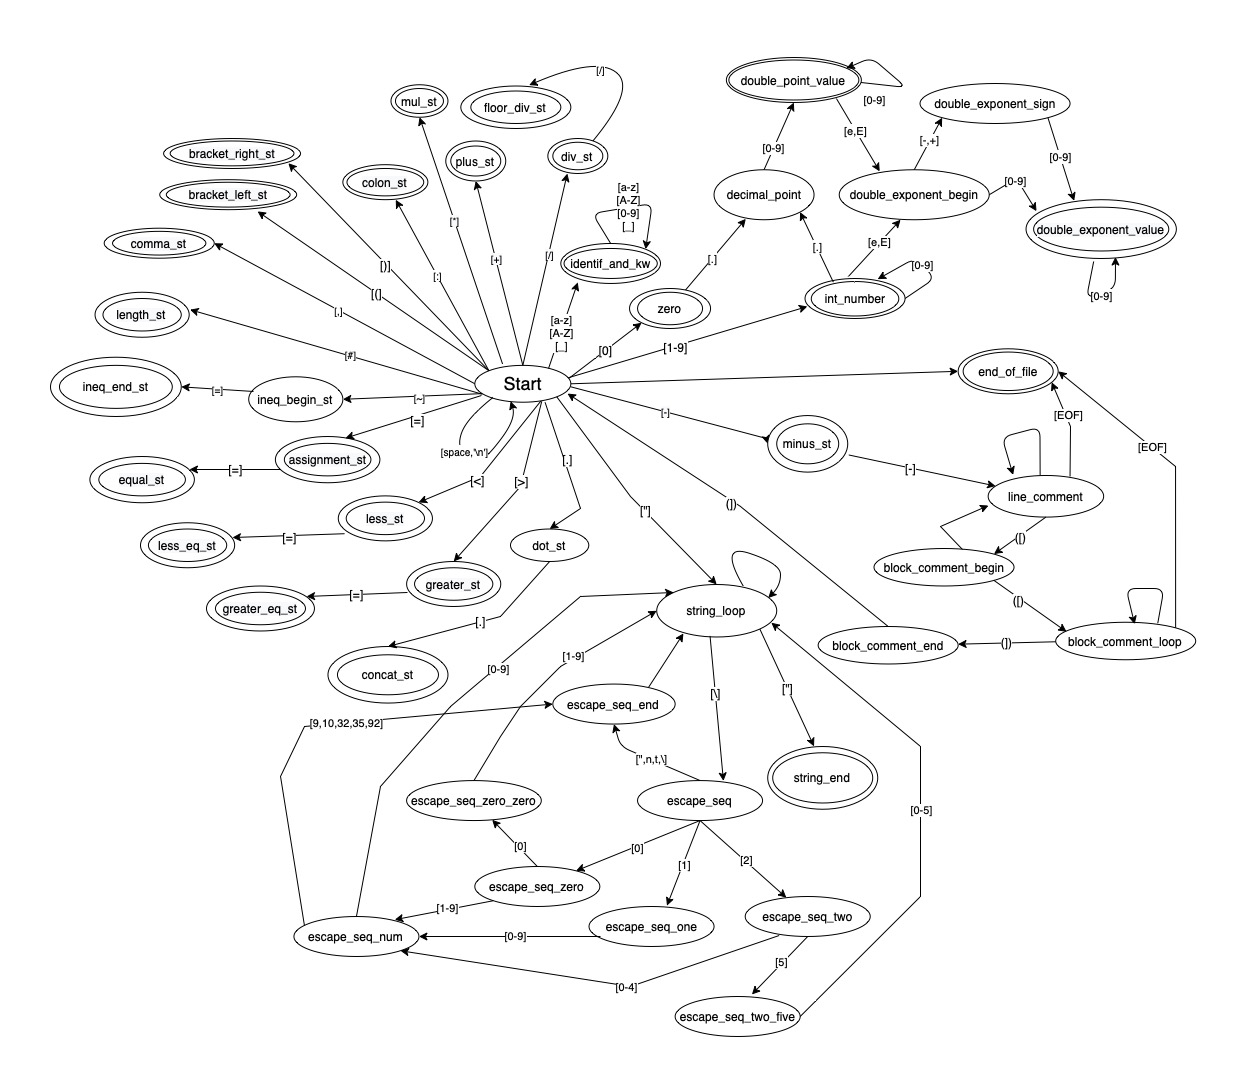 double_point_value
[0-9]
double_exponent_sign
[/]
mul_st
floor_div_st
[e,E]
[-,+]
bracket_right_st
plus_st
div_st
[0-9]
[0-9]
colon_st
bracket_left_st
[a-z]
[A-Z]
[0-9]
[_]
decimal_point
double_exponent_begin
[0-9]
["]
comma_st
[)]
[:]
[+]
[/]
identif_and_kw
[.]
[.]
[e,E]
double_exponent_value
[0-9]
[(]
[0-9]
length_st
[,]
zero
int_number
[a-z]
[A-Z]
[_]
[#]
[0]
[1-9]
ineq_end_st
[=]
ineq_begin_st
[~]
Start
end_of_file
[=]
[-]
[EOF]
[space,'\n']
minus_st
[EOF]
equal_st
[=]
assignment_st
[.]
[-]
[<]
[>]
line_comment
(])
["]
less_eq_st
[=]
less_st
dot_st
([)
block_comment_begin
greater_eq_st
[=]
greater_st
([)
string_loop
[.]
block_comment_end
(])
block_comment_loop
concat_st
[0-9]
[1-9]
[\]
["]
escape_seq_end
[9,10,32,35,92]
[",n,t,\]
string_end
escape_seq_zero_zero
escape_seq
[0-5]
[0]
[0]
[1]
[2]
escape_seq_zero
[1-9]
escape_seq_one
escape_seq_two
escape_seq_num
[0-9]
[5]
[0-4]
escape_seq_two_five